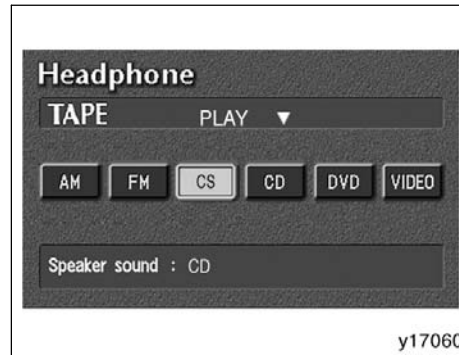 Headphone
TAPE PLAY ▼
AM FM CS CD DVD VIDEO
Speaker sound : CD
y17060